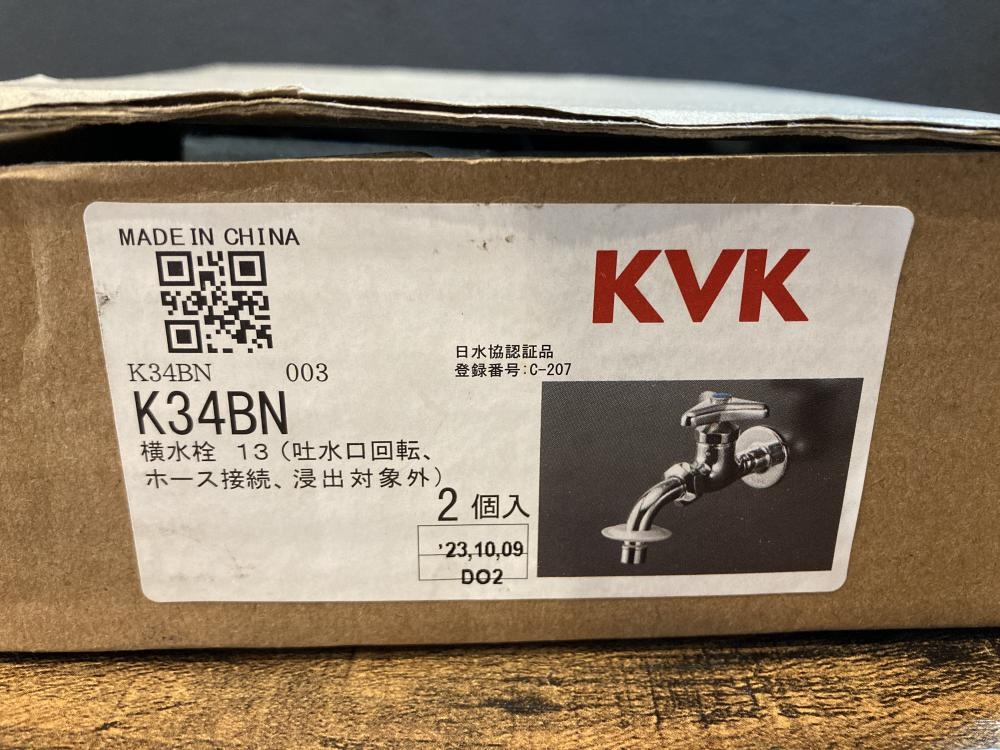 MADE IN CHINA
KVK
日水協認証品
登録番号:C-207
K34BN 003
K34BN
横水栓 13(吐水口回転、
ホース接続、浸出対象外)
2個入
'23,10,09
DO2